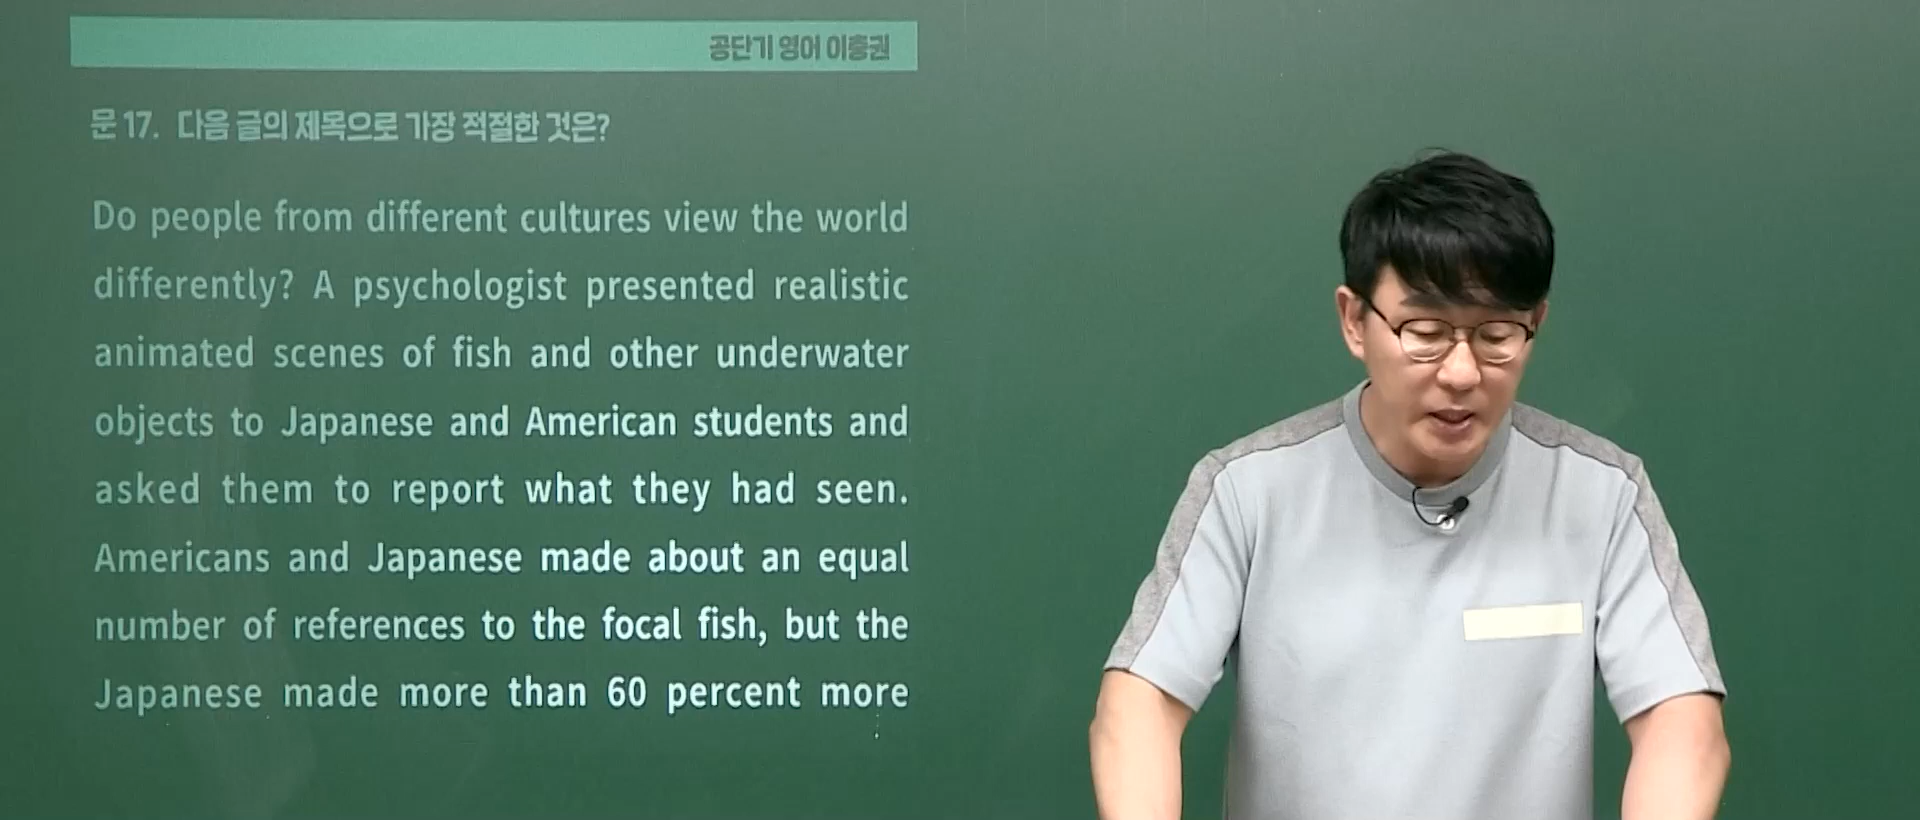 공단기 영어 이충권
문 17. 다음 글의 제목으로 가장 적절한 것은?
Do people from different cultures view the world
differently? A psychologist presented realistic
animated scenes of fish and other underwater
objects to Japanese and American students and
asked them to report what they had seen.
Americans and Japanese made about an equal
number of references to the focal fish, but the
Japanese made more than 60 percent more